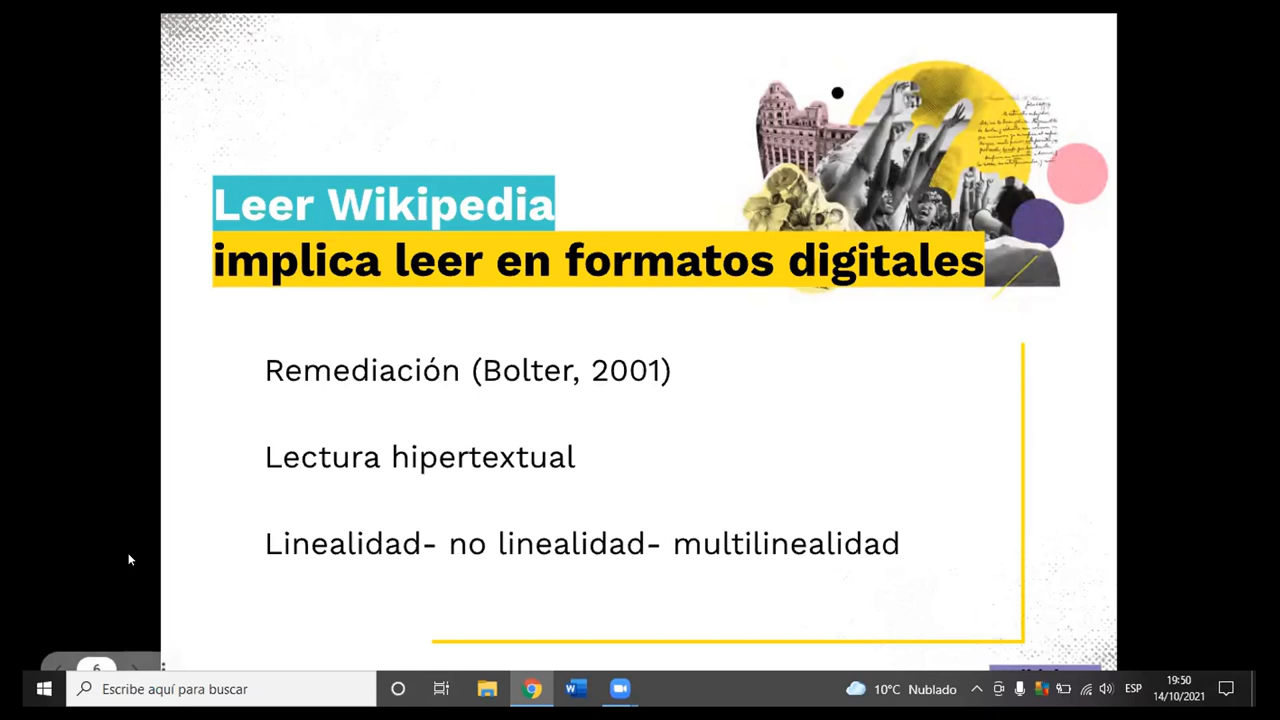 Leer Wikipedia
implica leer en formatos digitales
Remediación (Bolter, 2001)
Lectura hipertextual
Linealidad- no linealidad- multilinealidad
6
Escribe aquí para buscar
10°C Nublado
ESP
19:50
14/10/2021